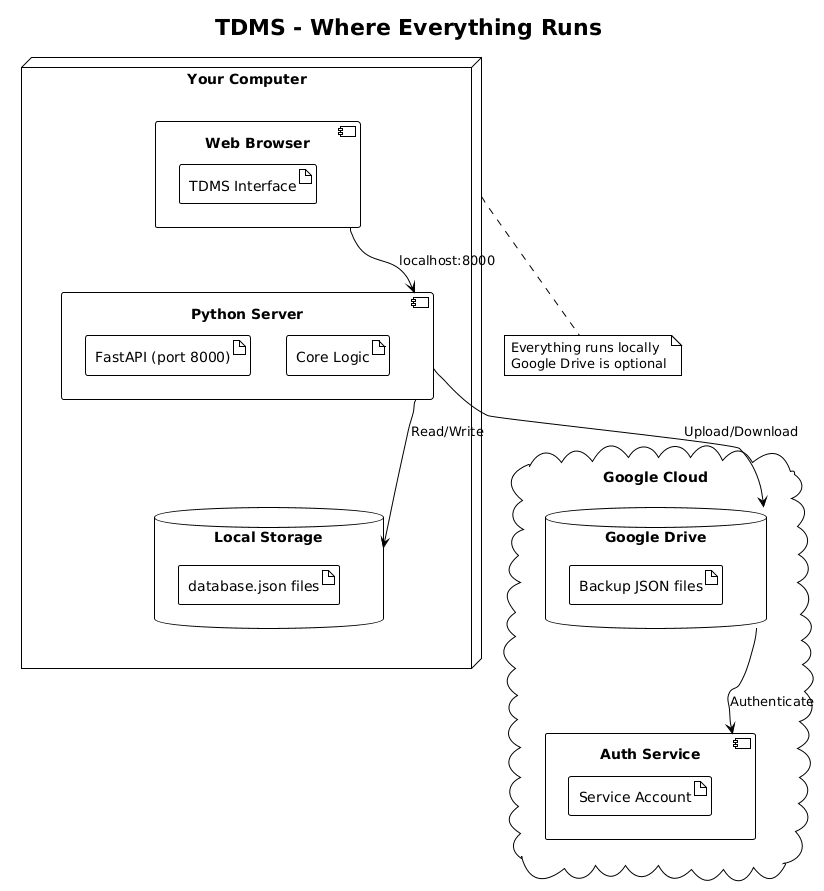 TDMS - Where Everything Runs
Your Computer
Web Browser
TDMS Interface
localhost:8000
Python Server
FastAPI (port 8000)
Core Logic
Everything runs locally
Google Drive is optional
Read/Write
Upload/Download
Google Cloud
Local Storage
database.json files
Google Drive
Backup JSON files
Authenticate
Auth Service
Service Account